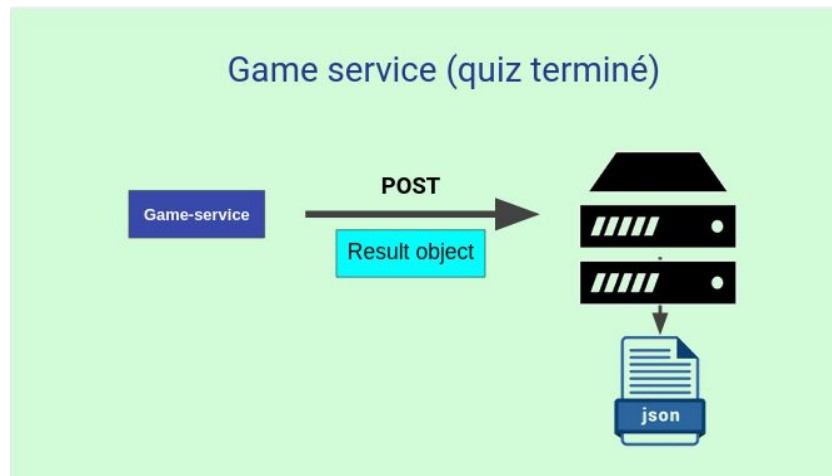 Game service (quiz terminé)
POST
Game-service
Result object
json